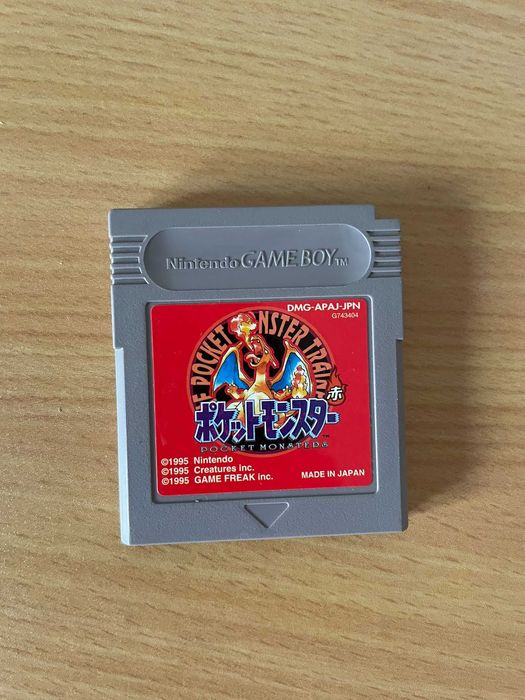 Nintendo GAME BOY TM
DMG-APAJ-JPN
G743404
POCKET MONSTER
赤
ポケットモンスター TM
POCKET MONSTERS
©1995 Nintendo
©1995 Creatures inc.
©1995 GAME FREAK inc.
MADE IN JAPAN